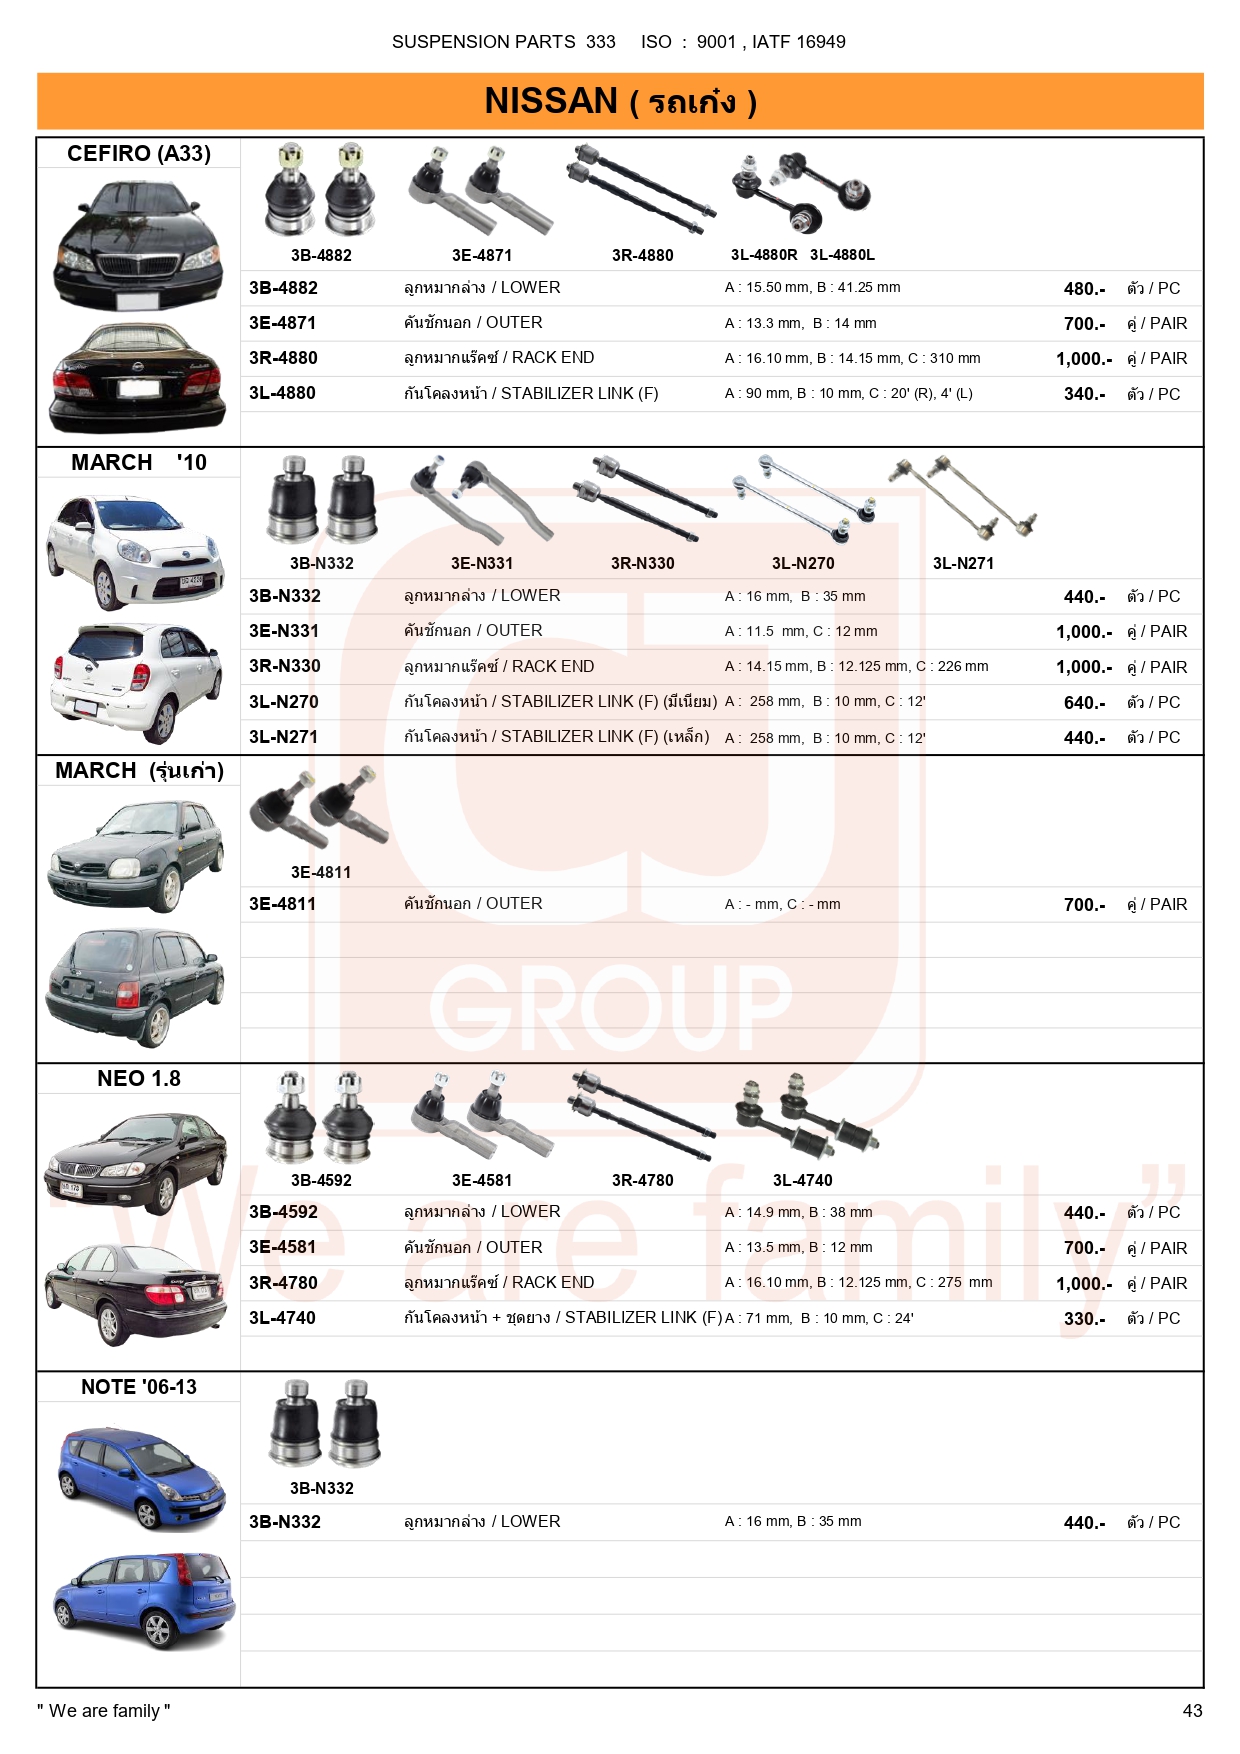 SUSPENSION PARTS  333     ISO  :  9001 , IATF 16949
NISSAN ( รถเก๋ง )
CEFIRO (A33)
3B-4882 3E-4871 3R-4880 3L-4880R 3L-4880L
3B-4882 ลูกหมากล่าง / LOWER A : 15.50 mm, B : 41.25 mm 480.- ตัว / PC
3E-4871 คันชักนอก / OUTER A : 13.3 mm,  B : 14 mm 700.- คู่ / PAIR
3R-4880 ลูกหมากแร๊คซ์ / RACK END A : 16.10 mm, B : 14.15 mm, C : 310 mm 1,000.- คู่ / PAIR
3L-4880 กันโคลงหน้า / STABILIZER LINK (F) A : 90 mm, B : 10 mm, C : 20' (R), 4' (L) 340.- ตัว / PC
MARCH    '10
3B-N332 3E-N331 3R-N330 3L-N270 3L-N271
3B-N332 ลูกหมากล่าง / LOWER A : 16 mm,  B : 35 mm 440.- ตัว / PC
3E-N331 คันชักนอก / OUTER A : 11.5  mm, C : 12 mm 1,000.- คู่ / PAIR
3R-N330 ลูกหมากแร๊คซ์ / RACK END A : 14.15 mm, B : 12.125 mm, C : 226 mm 1,000.- คู่ / PAIR
3L-N270 กันโคลงหน้า / STABILIZER LINK (F) (มีเนียม) A :  258 mm,  B : 10 mm, C : 12' 640.- ตัว / PC
3L-N271 กันโคลงหน้า / STABILIZER LINK (F) (เหล็ก) A :  258 mm,  B : 10 mm, C : 12' 440.- ตัว / PC
MARCH  (รุ่นเก่า)
3E-4811
3E-4811 คันชักนอก / OUTER A : - mm, C : - mm 700.- คู่ / PAIR
CJ
GROUP
NEO 1.8
3B-4592 3E-4581 3R-4780 3L-4740
"We are family"
3B-4592 ลูกหมากล่าง / LOWER A : 14.9 mm, B : 38 mm 440.- ตัว / PC
3E-4581 คันชักนอก / OUTER A : 13.5 mm, B : 12 mm 700.- คู่ / PAIR
3R-4780 ลูกหมากแร๊คซ์ / RACK END A : 16.10 mm, B : 12.125 mm, C : 275  mm 1,000.- คู่ / PAIR
3L-4740 กันโคลงหน้า + ชุดยาง / STABILIZER LINK (F) A : 71 mm,  B : 10 mm, C : 24' 330.- ตัว / PC
NOTE '06-13
3B-N332
3B-N332 ลูกหมากล่าง / LOWER A : 16 mm, B : 35 mm 440.- ตัว / PC
" We are family "
43